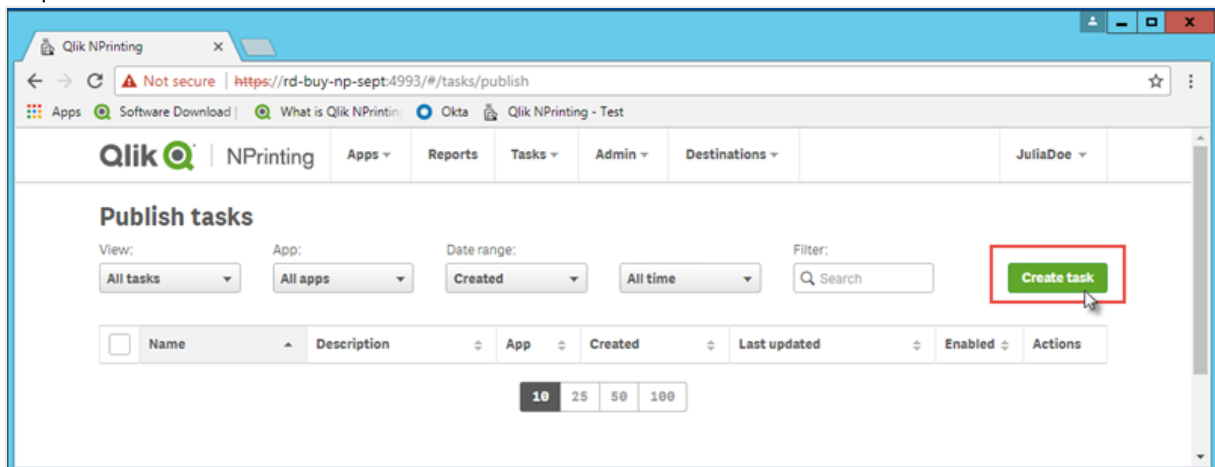 Qlik NPrinting
Not secure | https://rd-buy-np-sept:4993/#/tasks/publish
Apps Software Download | What is Qlik NPrinting Okta Qlik NPrinting - Test
Qlik NPrinting Apps Reports Tasks Admin Destinations JuliaDoe
Publish tasks
View: App: Date range: Filter:
All tasks All apps Created All time Search Create task
Name Description App Created Last updated Enabled Actions
10 25 50 100